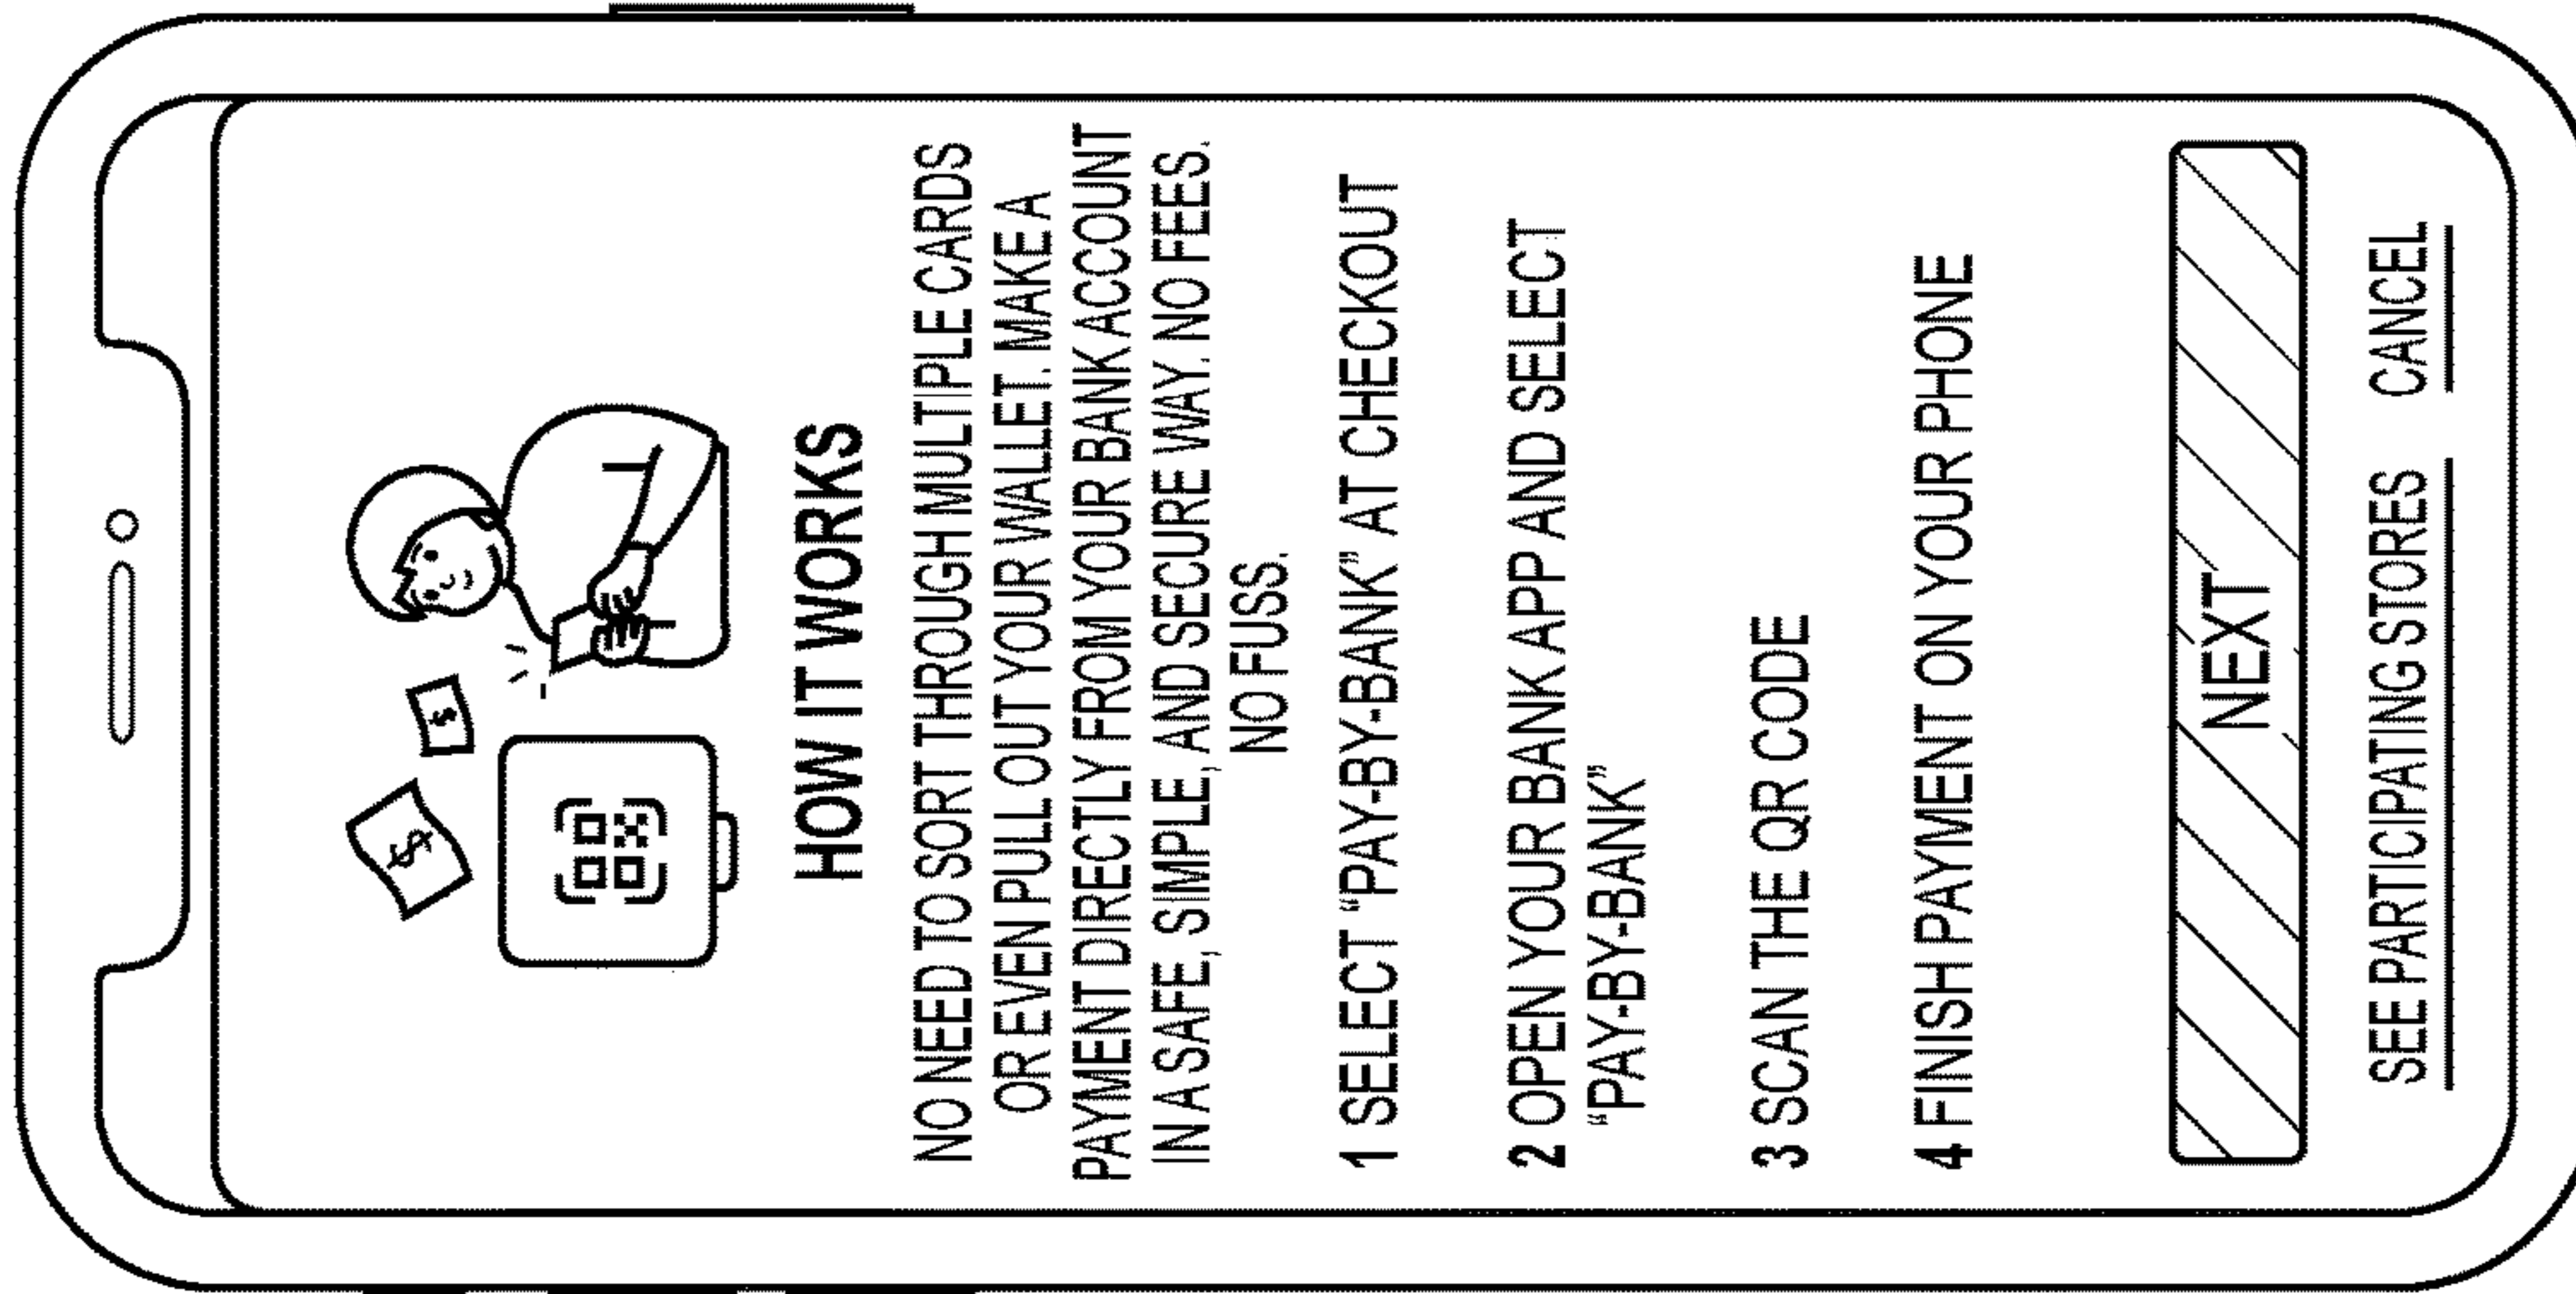 $
$
HOW IT WORKS
NO NEED TO SORT THROUGH MULTIPLE CARDS
OR EVEN PULL OUT YOUR WALLET. MAKE A
PAYMENT DIRECTLY FROM YOUR BANK ACCOUNT
IN A SAFE, SIMPLE, AND SECURE WAY. NO FEES.
NO FUSS.
1 SELECT “PAY-BY-BANK” AT CHECKOUT
2 OPEN YOUR BANK APP AND SELECT
“PAY-BY-BANK”
3 SCAN THE QR CODE
4 FINISH PAYMENT ON YOUR PHONE
NEXT
SEE PARTICIPATING STORES CANCEL